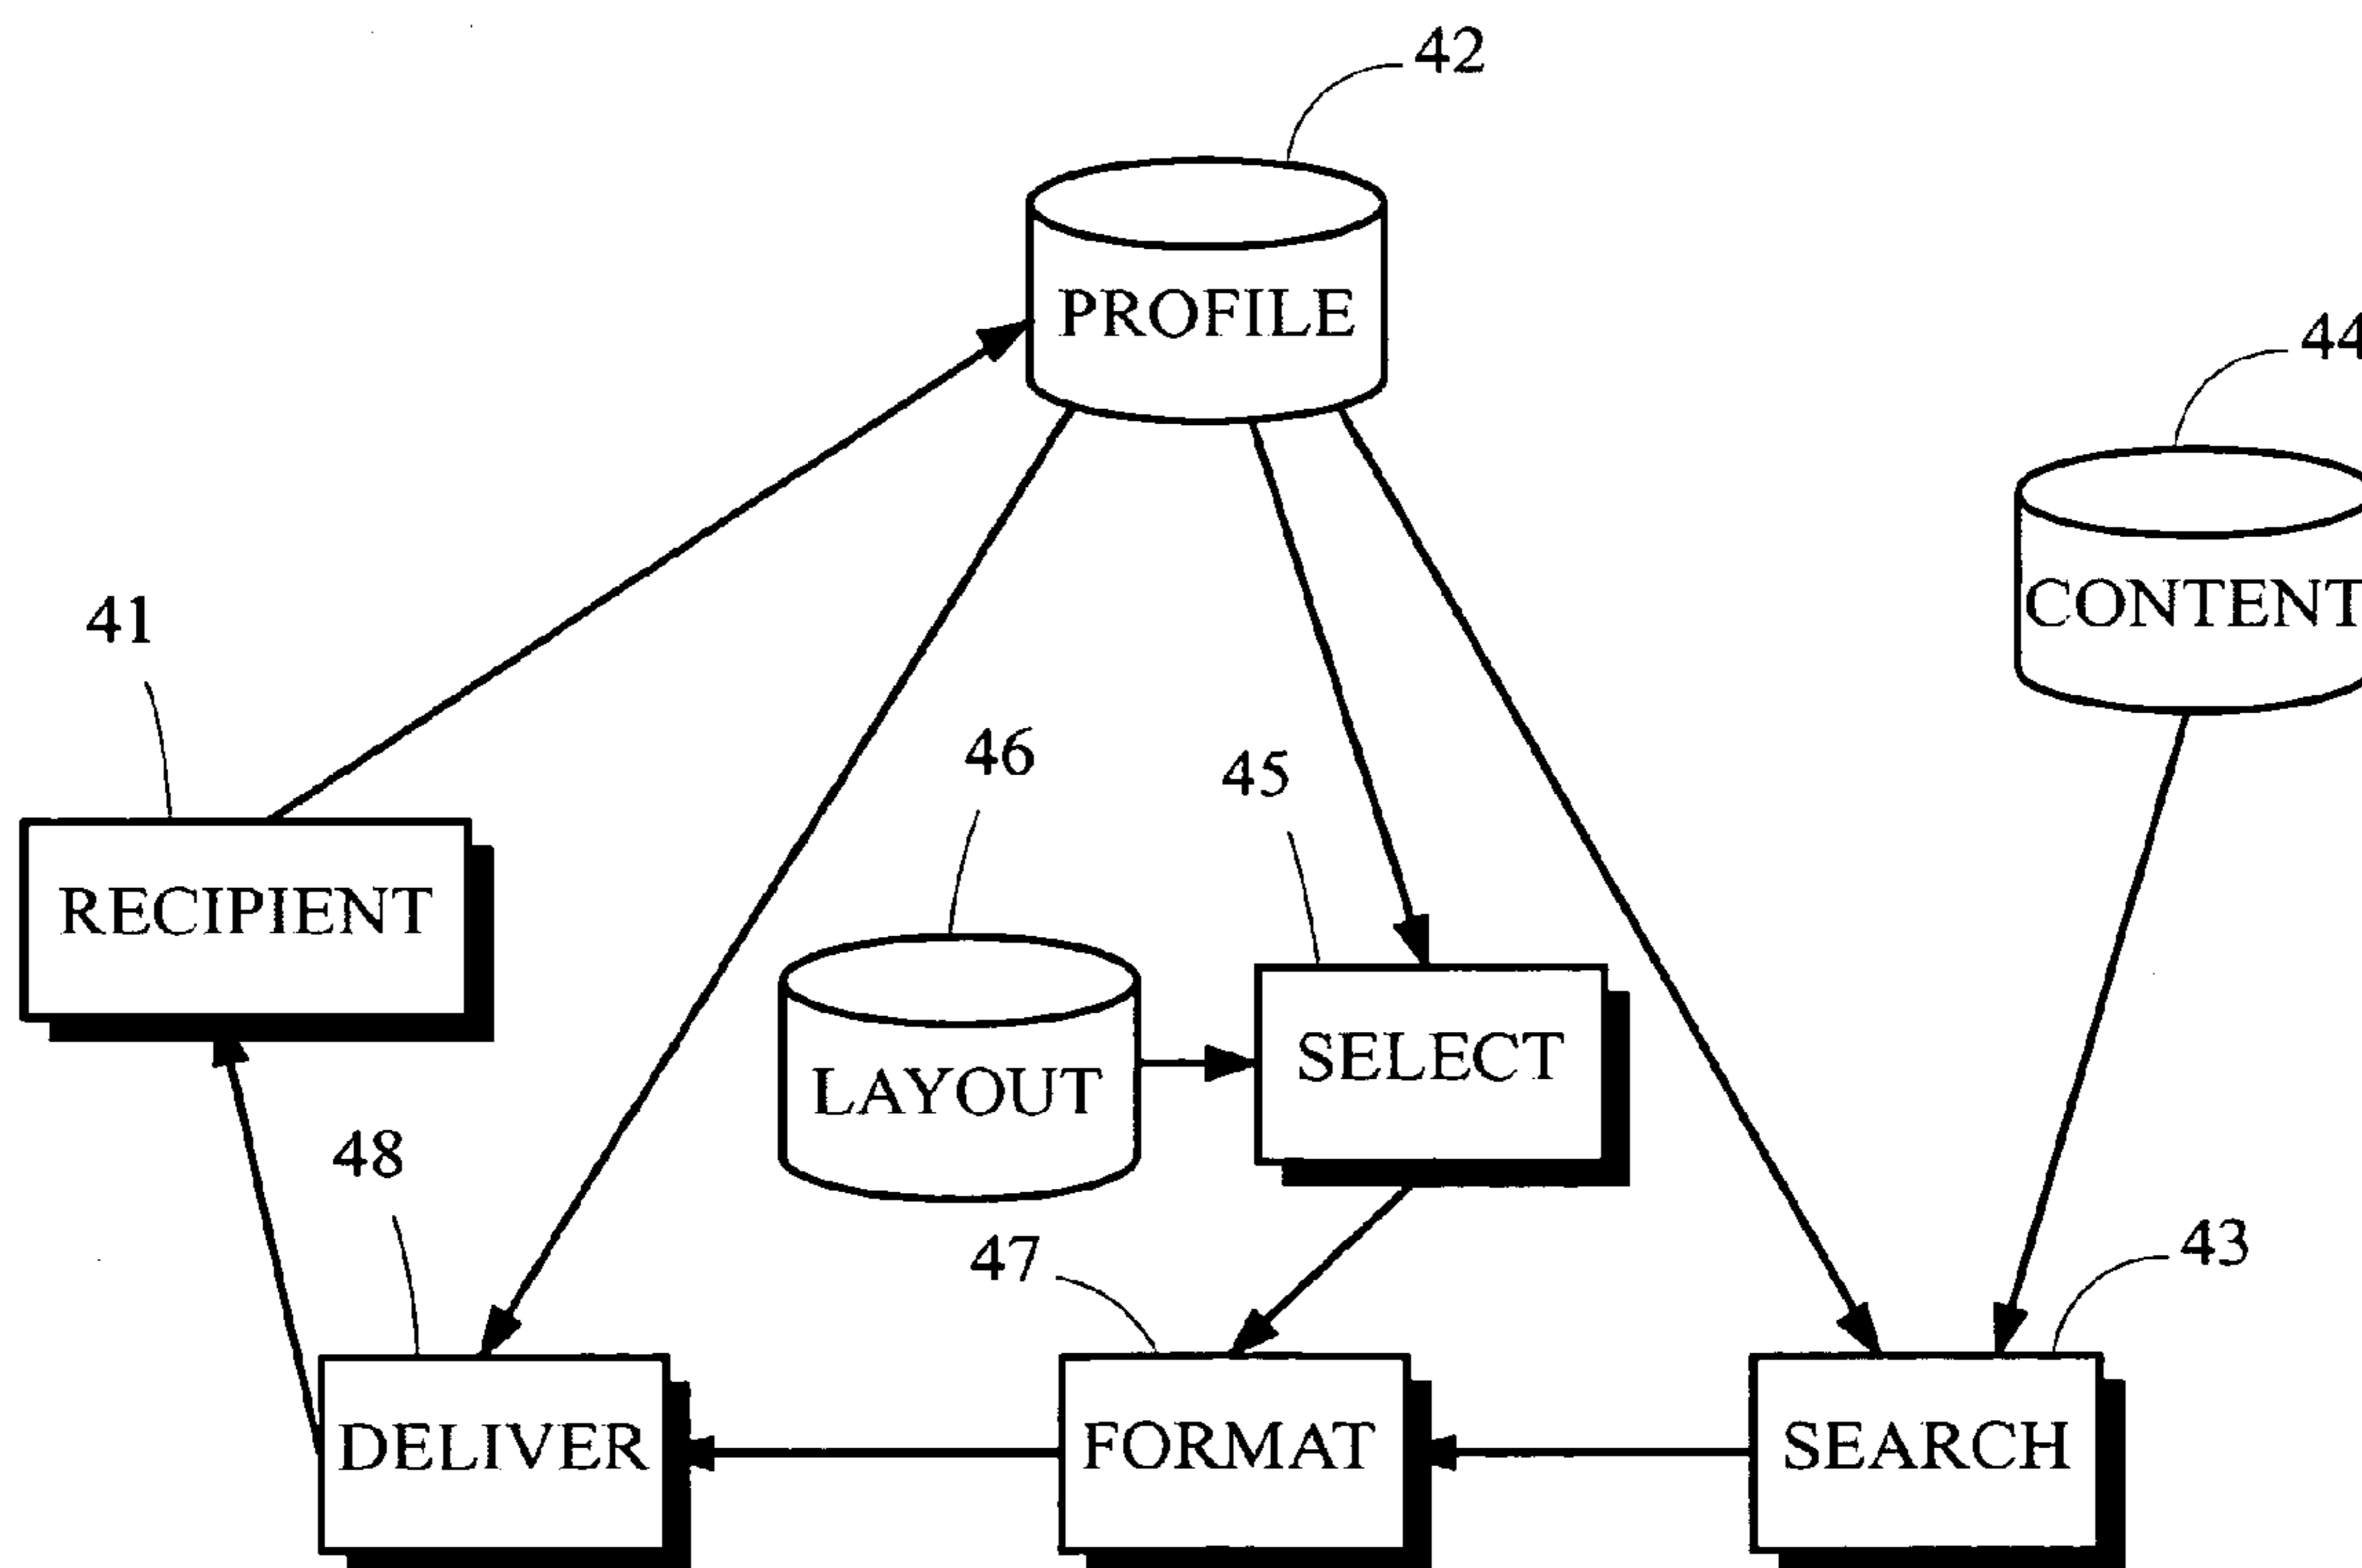 42
PROFILE
44
CONTENT
41
46
45
RECIPIENT
SELECT
LAYOUT
48
47
43
DELIVER
FORMAT
SEARCH